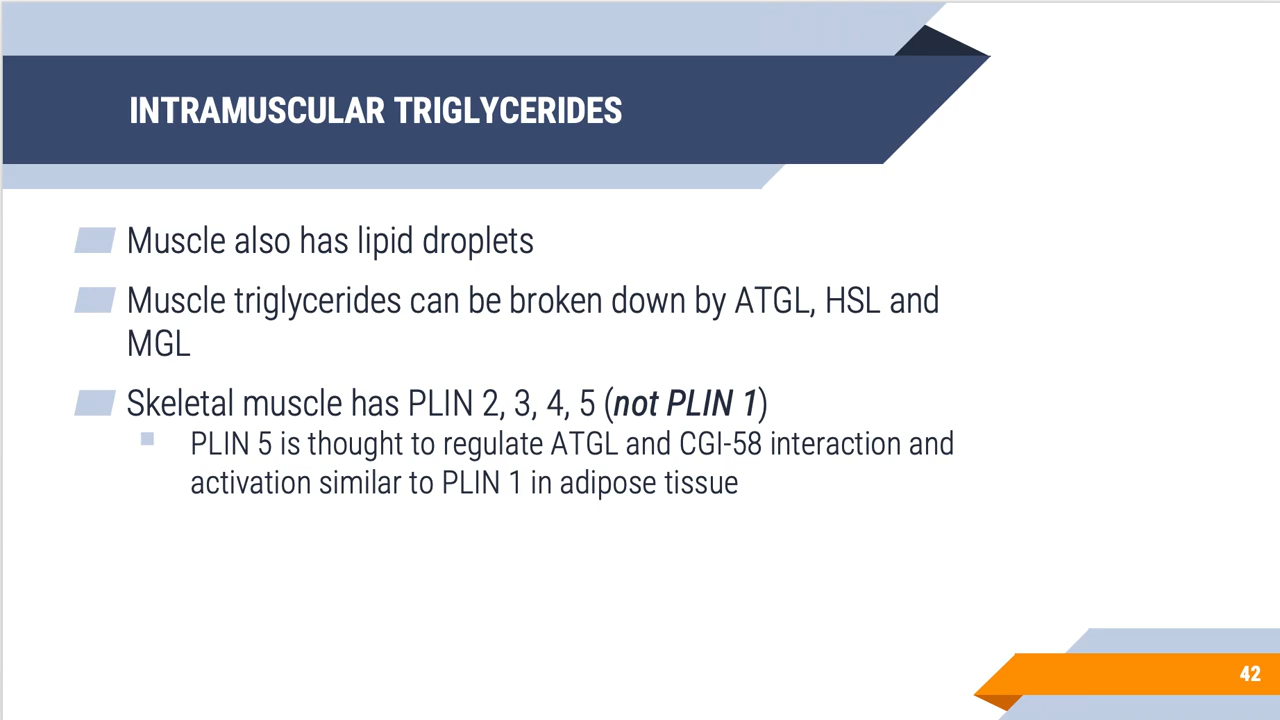 INTRAMUSCULAR TRIGLYCERIDES
Muscle also has lipid droplets
Muscle triglycerides can be broken down by ATGL, HSL and
MGL
Skeletal muscle has PLIN 2, 3, 4, 5 (not PLIN 1)
PLIN 5 is thought to regulate ATGL and CGI-58 interaction and
activation similar to PLIN 1 in adipose tissue
42